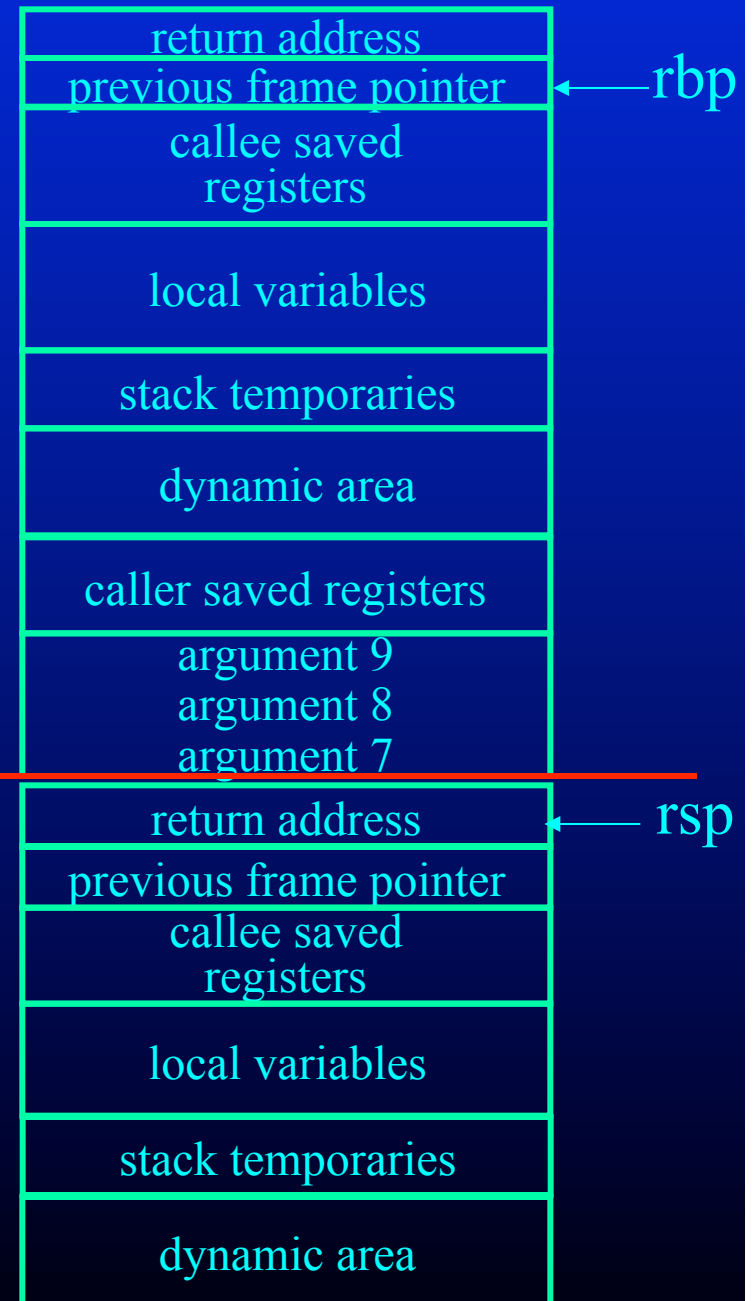 return address
previous frame pointer
rbp
callee saved
registers
local variables
stack temporaries
dynamic area
caller saved registers
argument 9
argument 8
argument 7
return address
rsp
previous frame pointer
callee saved
registers
local variables
stack temporaries
dynamic area